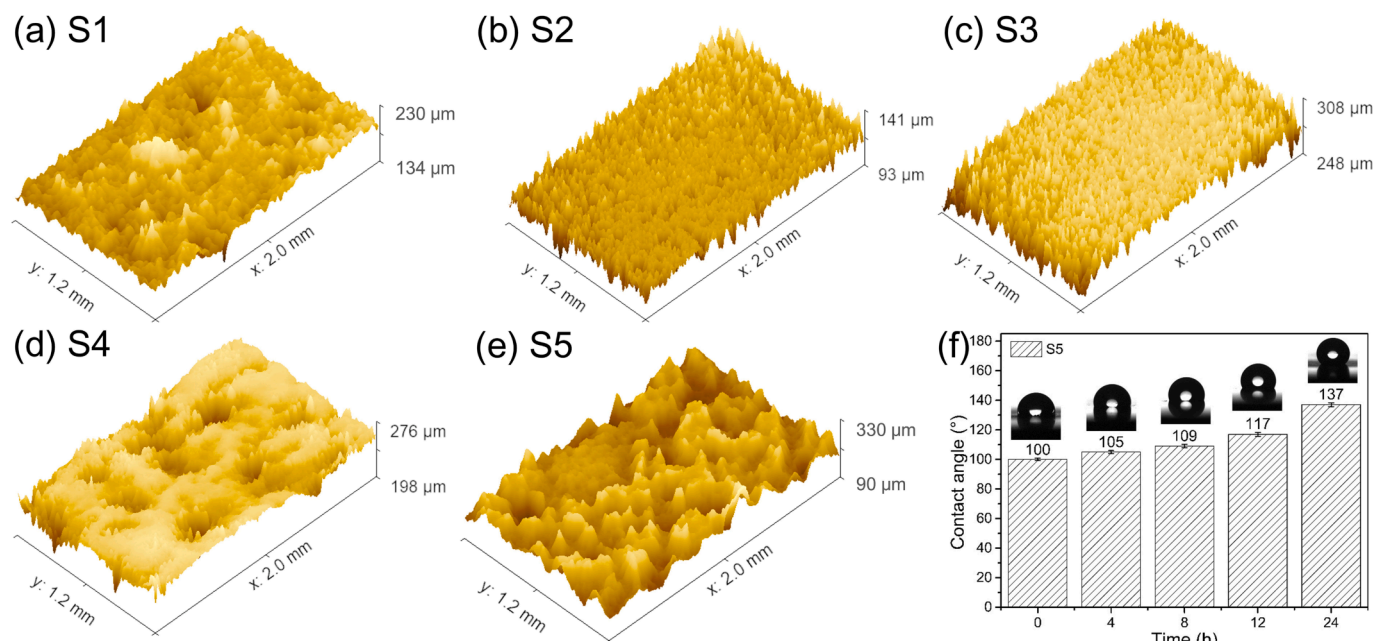 (a) S1
230 µm
134 µm
x: 2.0 mm
y: 1.2 mm
(b) S2
141 µm
93 µm
x: 2.0 mm
y: 1.2 mm
(c) S3
308 µm
248 µm
x: 2.0 mm
y: 1.2 mm
(d) S4
276 µm
198 µm
x: 2.0 mm
y: 1.2 mm
(e) S5
330 µm
90 µm
x: 2.0 mm
y: 1.2 mm
(f)
S5
Contact angle (°)
180
160
140
120
100
80
60
40
20
0
100
105
109
117
137
0 4 8 12 24
Time (h)